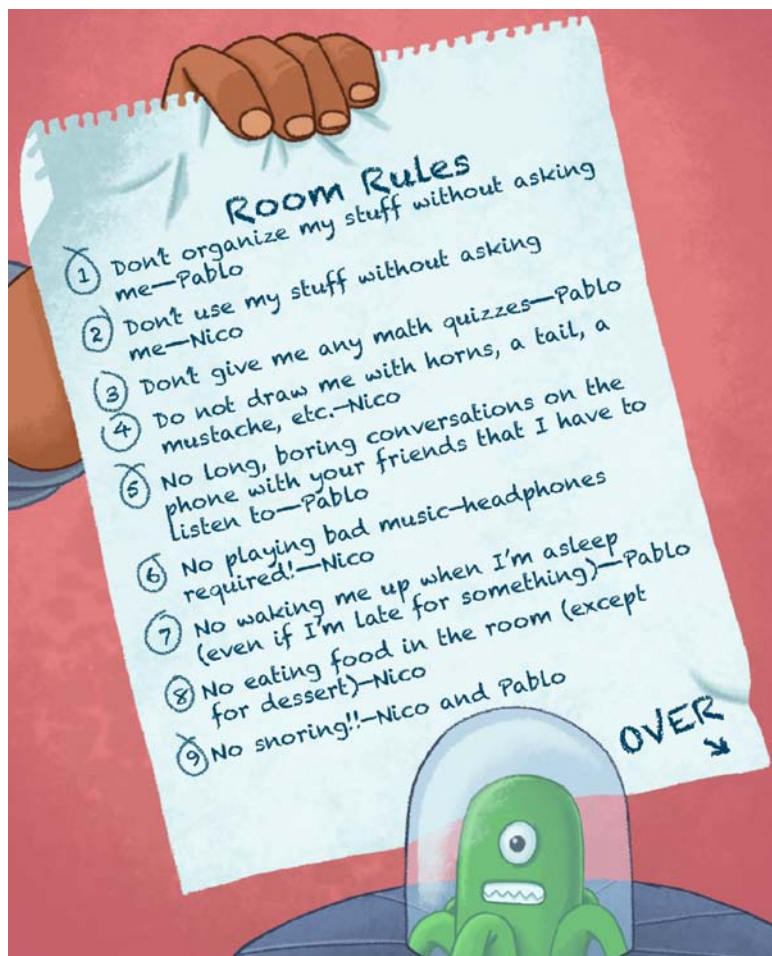 Room Rules
1 Don't organize my stuff without asking
me—Pablo
2 Don't use my stuff without asking
me—Nico
3 Don't give me any math quizzes—Pablo
4 Do not draw me with horns, a tail, a
mustache, etc.—Nico
5 No long, boring conversations on the
phone with your friends that I have to
listen to—Pablo
6 No playing bad music—headphones
required!—Nico
7 No waking me up when I'm asleep
(even if I'm late for something)—Pablo
8 No eating food in the room (except
for dessert)—Nico
9 No snoring!!—Nico and Pablo
OVER